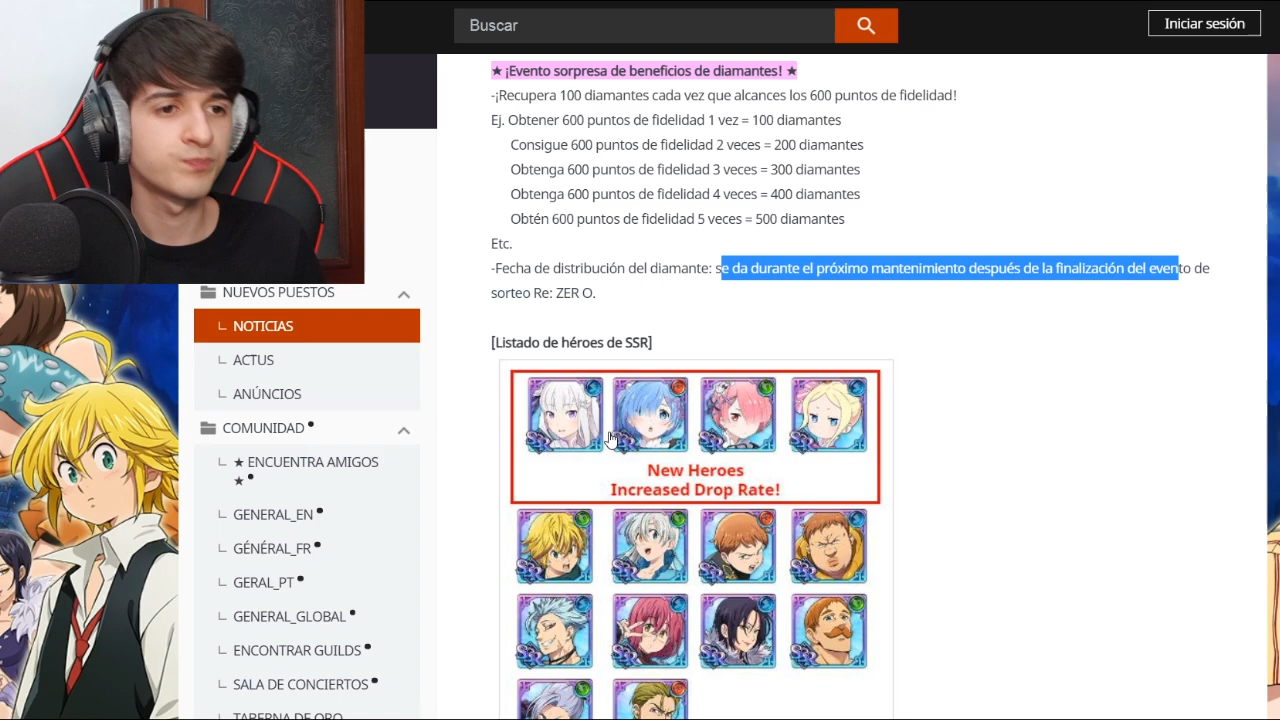 Buscar
Iniciar sesión
★ ¡Evento sorpresa de beneficios de diamantes! ★
-¡Recupera 100 diamantes cada vez que alcances los 600 puntos de fidelidad!
Ej. Obtener 600 puntos de fidelidad 1 vez = 100 diamantes
Consigue 600 puntos de fidelidad 2 veces = 200 diamantes
Obtenga 600 puntos de fidelidad 3 veces = 300 diamantes
Obtenga 600 puntos de fidelidad 4 veces = 400 diamantes
Obtén 600 puntos de fidelidad 5 veces = 500 diamantes
Etc.
-Fecha de distribución del diamante: se da durante el próximo mantenimiento después de la finalización del evento de
sorteo Re: ZER O.
[Listado de héroes de SSR]
New Heroes
Increased Drop Rate!
NUEVOS PUESTOS
NOTICIAS
ACTUS
ANÚNCIOS
COMUNIDAD
★ ENCUENTRA AMIGOS
★
GENERAL_EN
GÉNÉRAL_FR
GERAL_PT
GENERAL_GLOBAL
ENCONTRAR GUILDS
SALA DE CONCIERTOS
TABERNA DE ORO